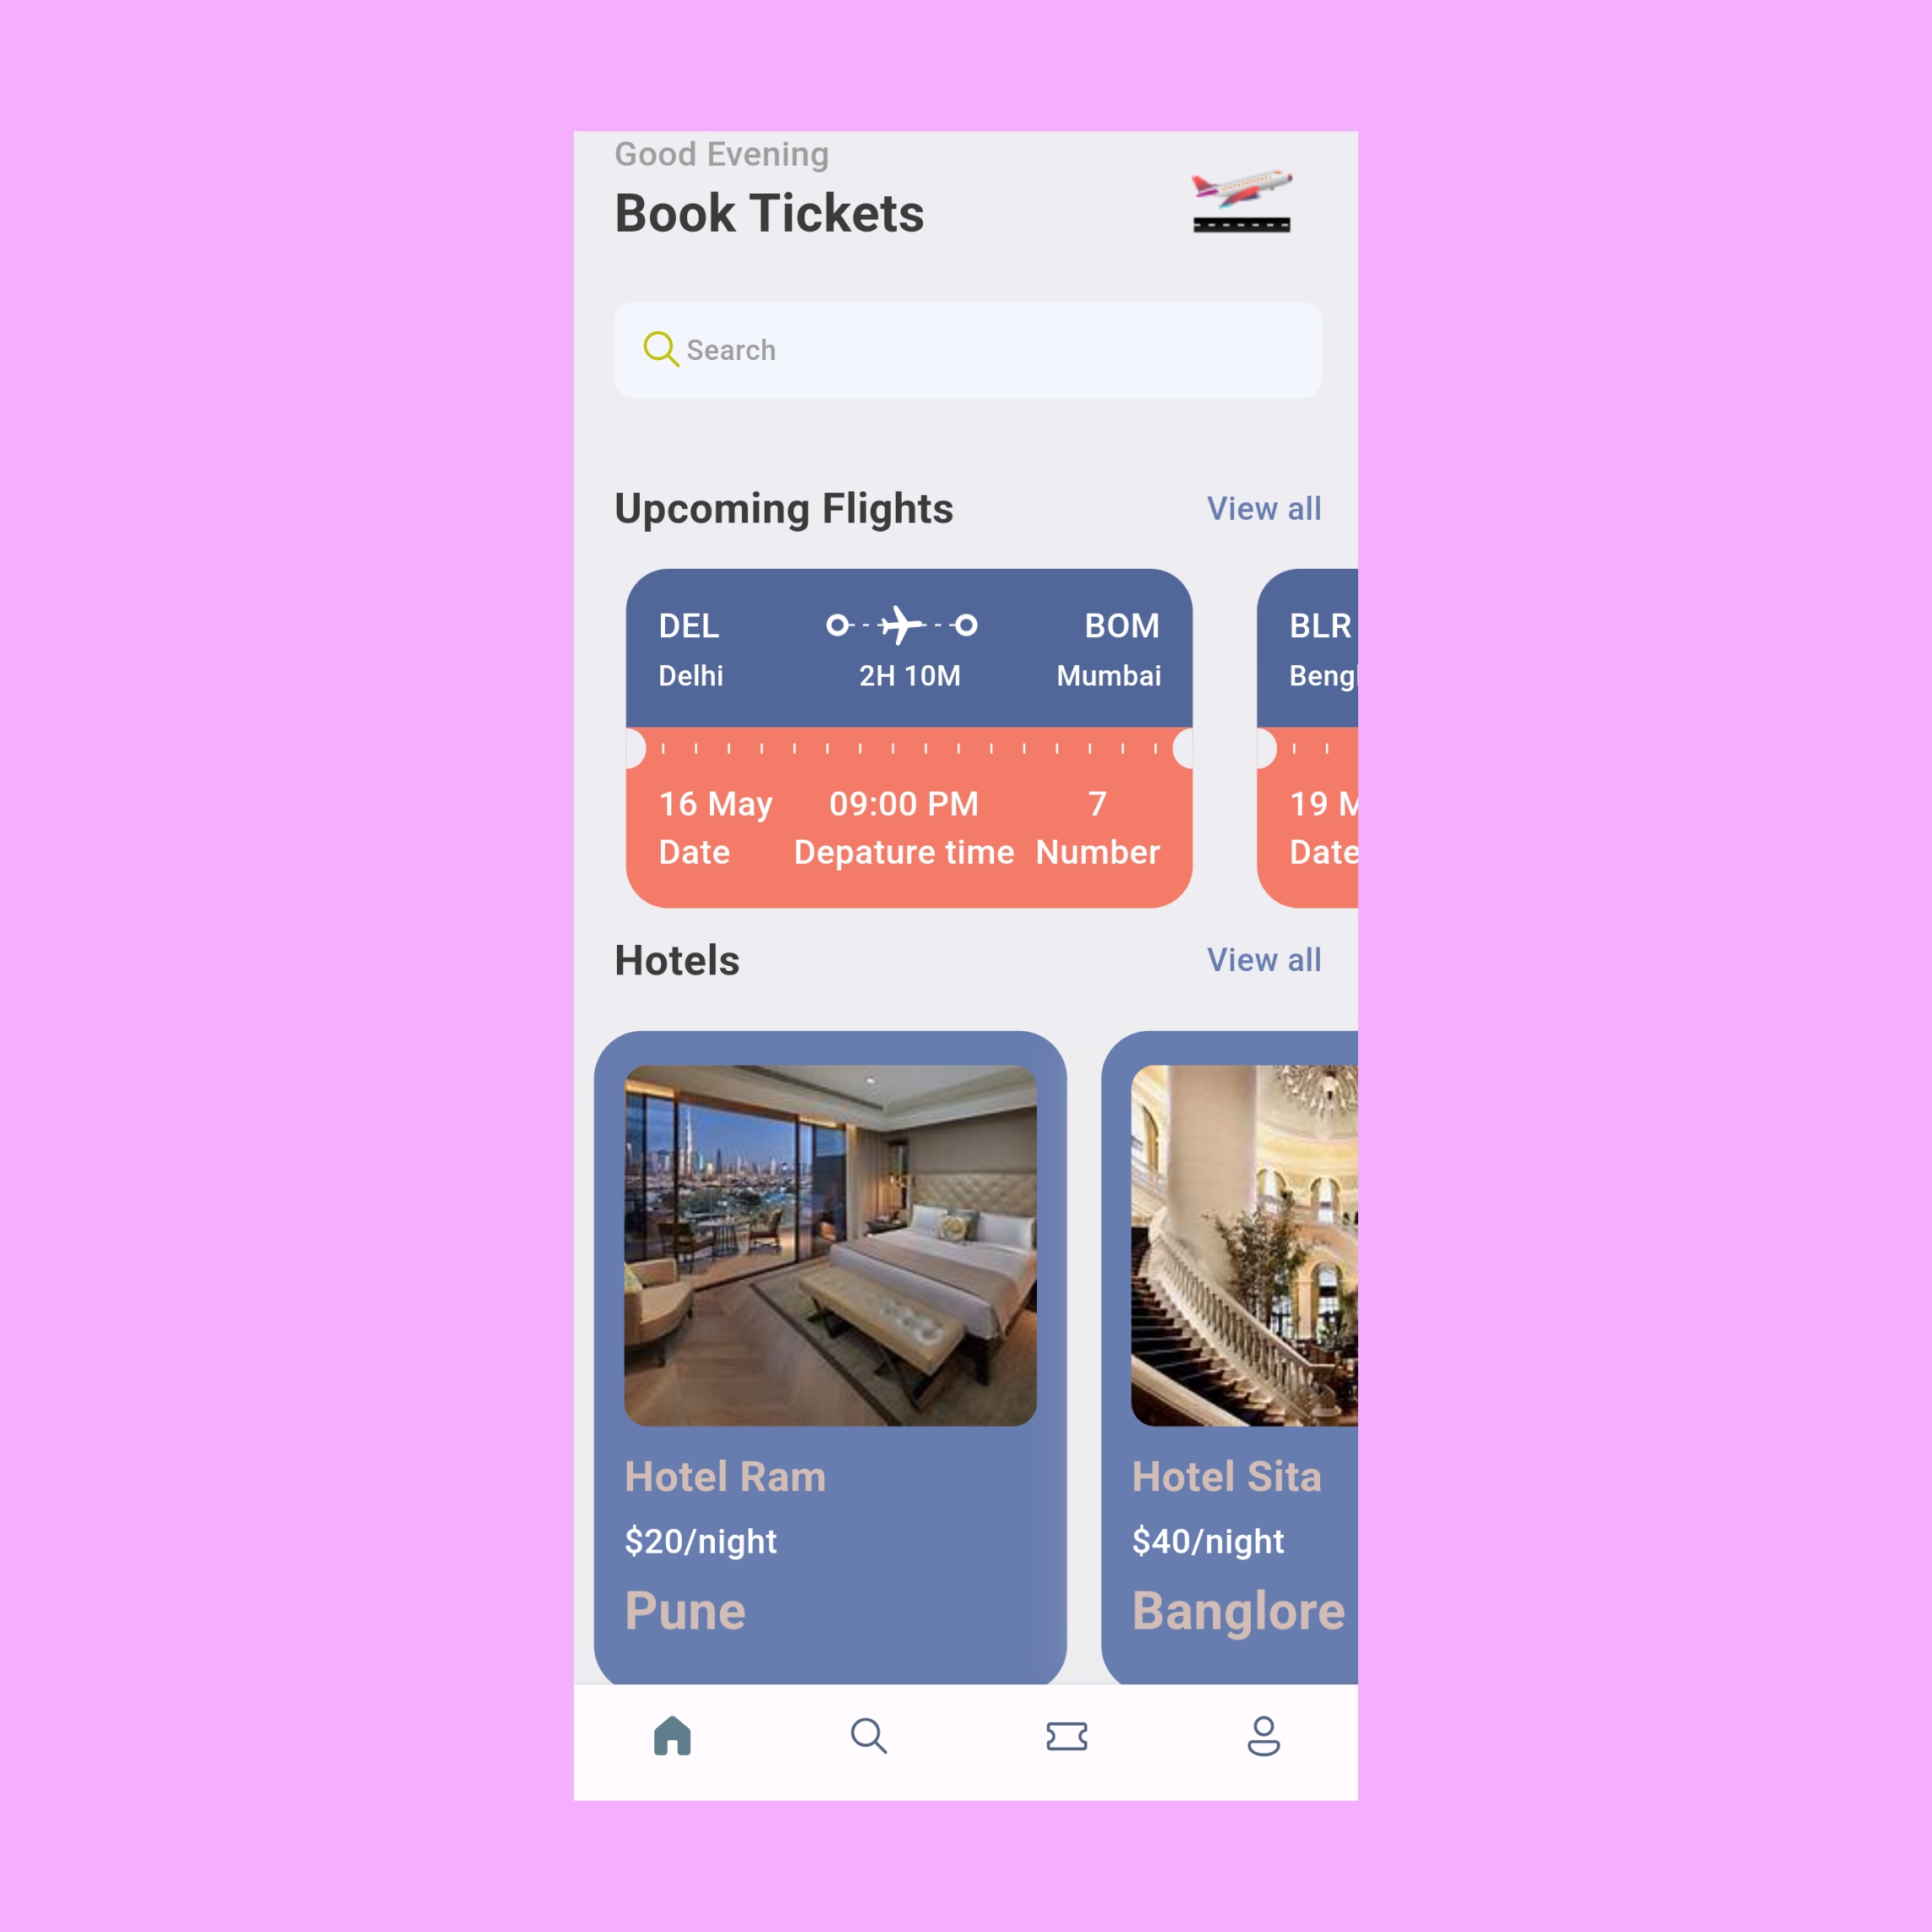 Good Evening
Book Tickets
Search
Upcoming Flights View all
DEL BOM BLR
Delhi 2H 10M Mumbai Beng
16 May 09:00 PM 7 19 M
Date Depature time Number Date
Hotels View all
Hotel Ram Hotel Sita
$20/night $40/night
Pune Banglore